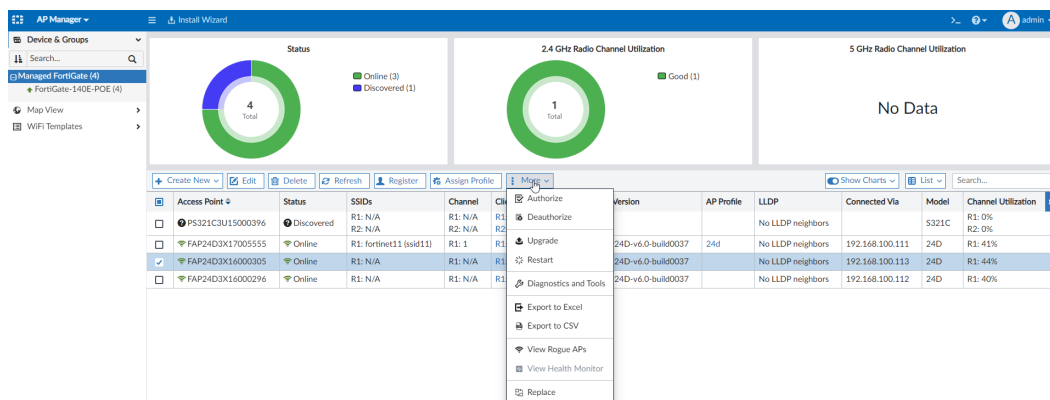 AP Manager
Install Wizard
admin
A
Device & Groups
Search...
Managed FortiGate (4)
FortiGate-140E-POE (4)
Map View
WiFi Templates
Status
4
Total
Online (3)
Discovered (1)
2.4 GHz Radio Channel Utilization
1
Total
Good (1)
5 GHz Radio Channel Utilization
No Data
Create New Edit Delete Refresh Register Assign Profile More Show Charts List Search...
Access Point Status SSIDs Channel Version AP Profile LLDP Connected Via Model Channel Utilization
PS321C3U15000396 Discovered R1: N/A R1: N/A R1 No LLDP neighbors S321C R1: 0%
R2: N/A R2: N/A R2 R2: 0%
FAP24D3X17005555 Online R1: fortinet11 (ssid11) R1: 1 R1 24D-v6.0-build0037 24d No LLDP neighbors 192.168.100.111 24D R1: 41%
FAP24D3X16000305 Online R1: N/A R1: N/A R1 24D-v6.0-build0037 No LLDP neighbors 192.168.100.113 24D R1: 44%
FAP24D3X16000296 Online R1: N/A R1: N/A R1 24D-v6.0-build0037 No LLDP neighbors 192.168.100.112 24D R1: 40%
Authorize
Deauthorize
Upgrade
Restart
Diagnostics and Tools
Export to Excel
Export to CSV
View Rogue APs
View Health Monitor
Replace